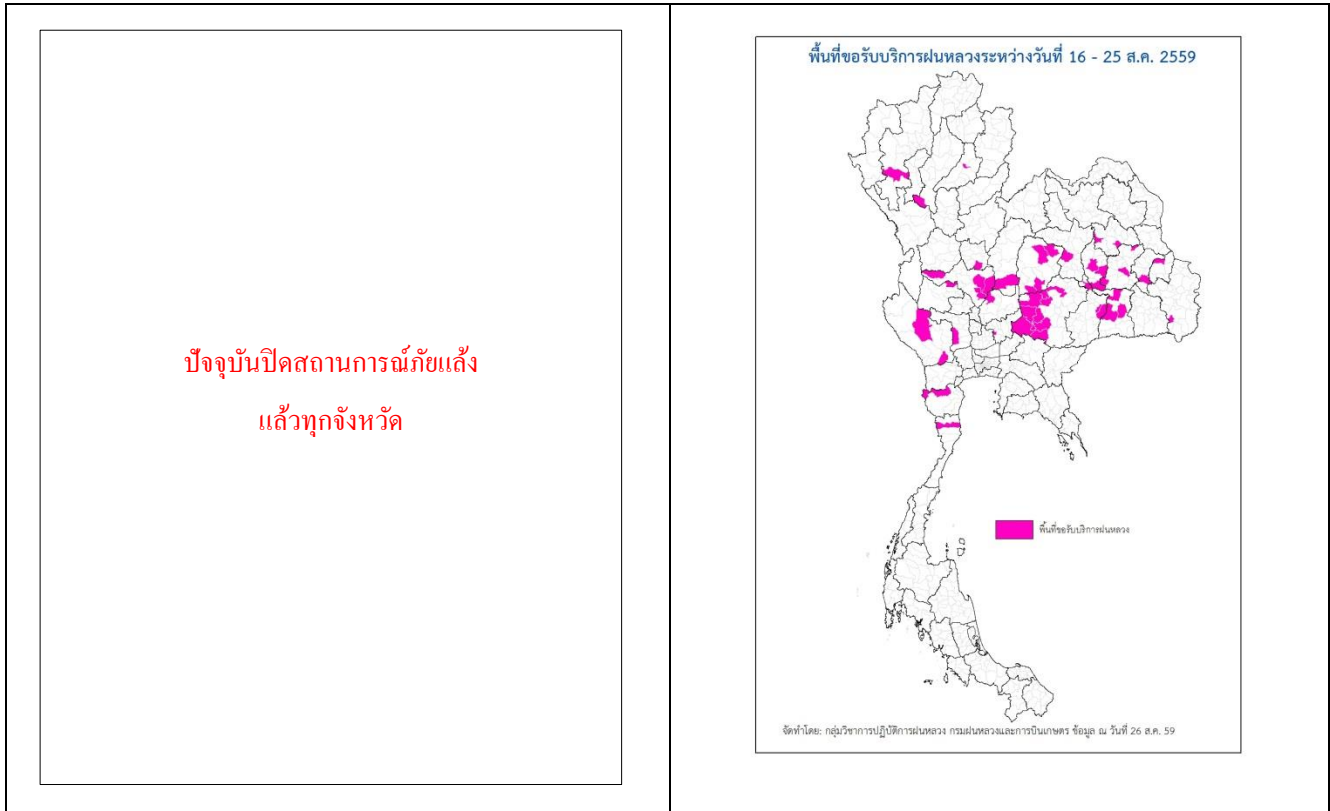 ปัจจุบันปิดสถานการณ์ภัยแล้ง
แล้วทุกจังหวัด
พื้นที่ขอรับบริการฝนหลวงระหว่างวันที่ 16 - 25 ส.ค. 2559
พื้นที่ขอรับบริการฝนหลวง
จัดทำโดย: กลุ่มวิชาการปฏิบัติการฝนหลวง กรมฝนหลวงและการบินเกษตร ข้อมูล ณ วันที่ 26 ส.ค. 59